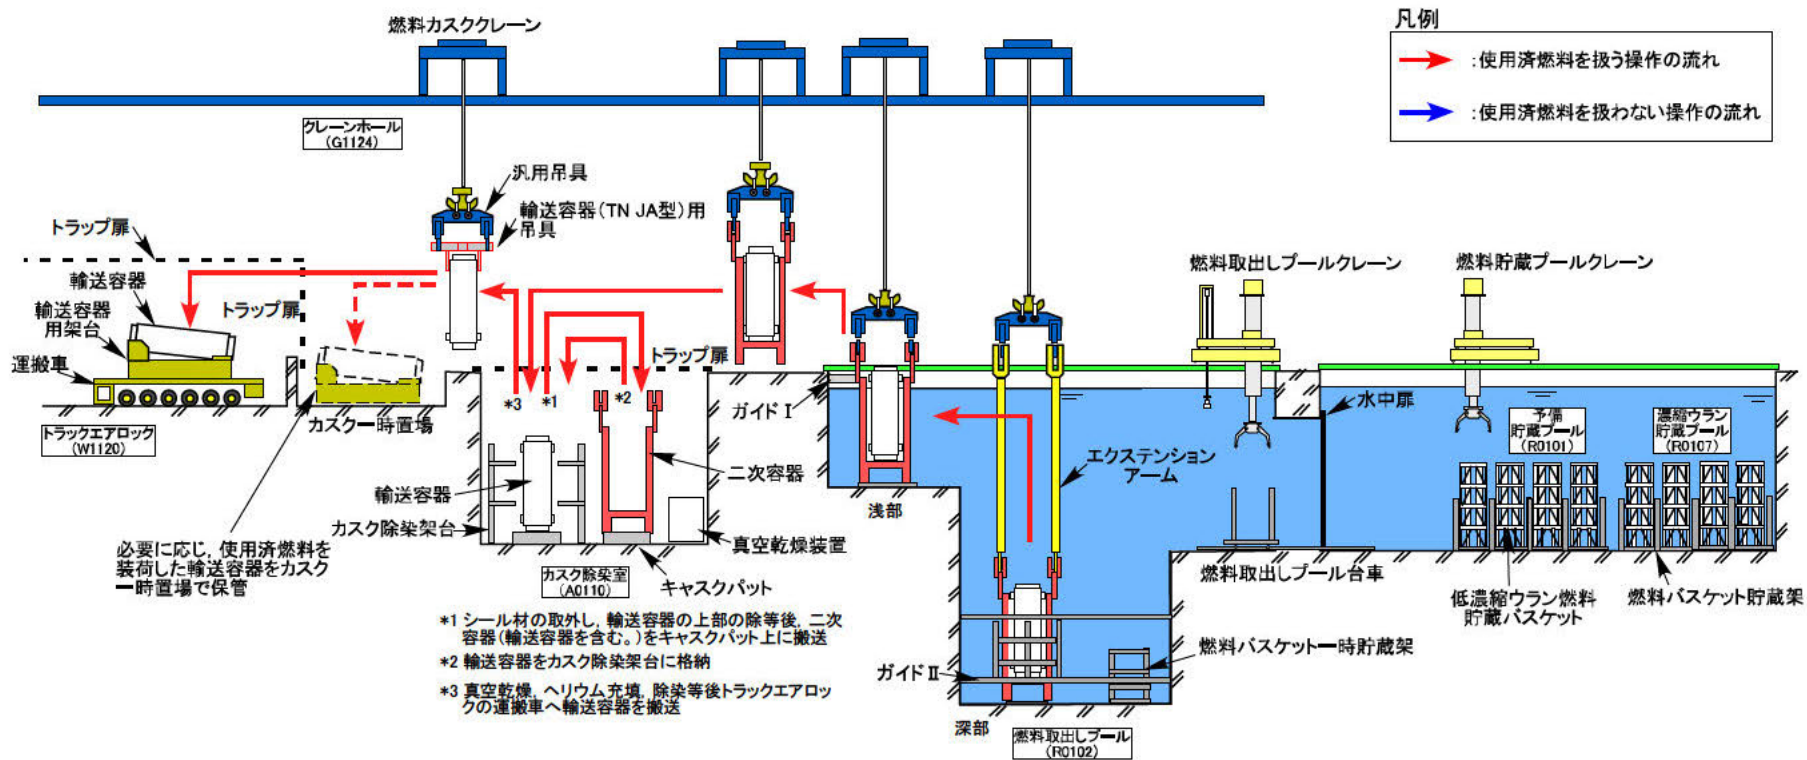 燃料カスククレーン
凡例
:使用済燃料を扱う操作の流れ
:使用済燃料を扱わない操作の流れ
クレーンホール
(G1124)
汎用吊具
輸送容器(TN JA型)用
吊具
トラップ扉
輸送容器
輸送容器
用架台
運搬車
トラップ扉
トラップ扉
燃料取出しプールクレーン
燃料貯蔵プールクレーン
*3
*1
*2
ガイドⅠ
水中扉
予備
貯蔵プール
(R0101)
濃縮ウラン
貯蔵プール
(R0107)
トラックエアロック
(W1120)
カスク一時置場
エクステンション
アーム
二次容器
輸送容器
カスク除染架台
浅部
真空乾燥装置
必要に応じ,使用済燃料を
装荷した輸送容器をカスク
一時置場で保管
カスク除染室
(A0110)
キャスクパット
燃料取出しプール台車
低濃縮ウラン燃料
貯蔵バスケット
燃料バスケット貯蔵架
*1 シール材の取外し,輸送容器の上部の除等後,二次
容器(輸送容器を含む。)をキャスクパット上に搬送
*2 輸送容器をカスク除染架台に格納
*3 真空乾燥,ヘリウム充填,除染等後トラックエアロッ
クの運搬車へ輸送容器を搬送
燃料バスケット一時貯蔵架
ガイドⅡ
深部
燃料取出しプール
(R0102)